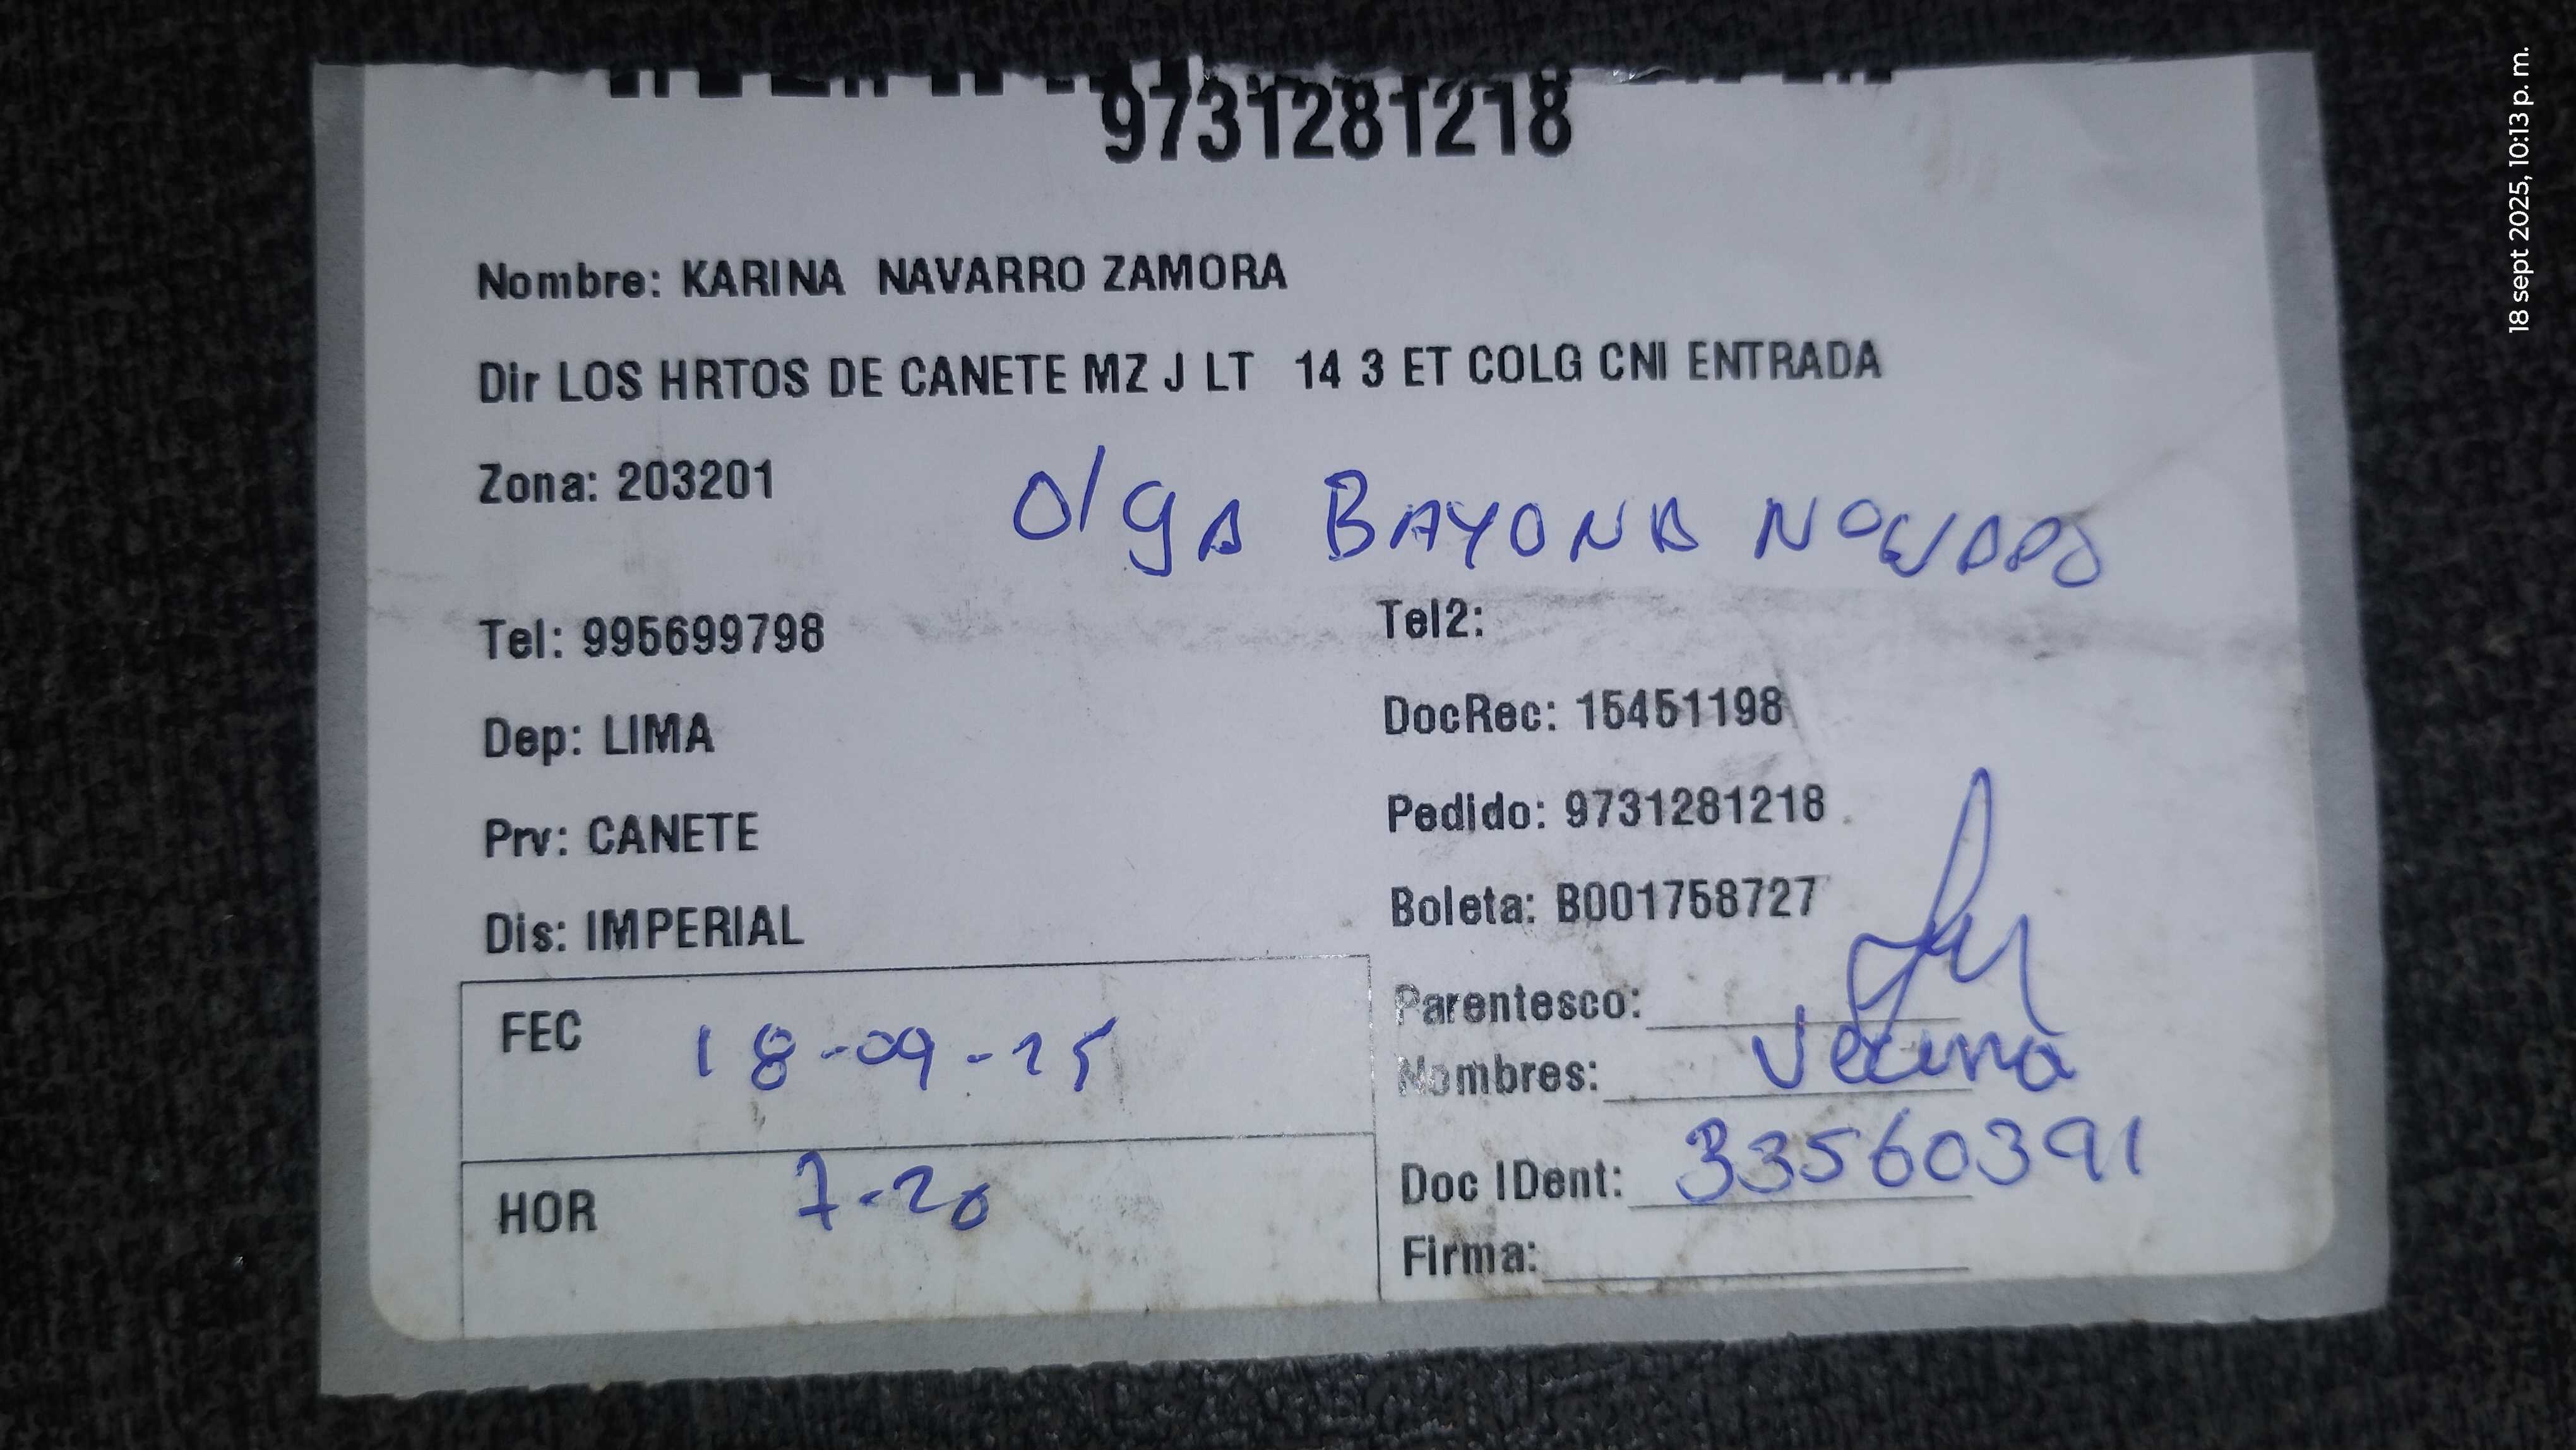 9731281218
Nombre: KARINA NAVARRO ZAMORA
Dir LOS HRTOS DE CANETE MZ J LT 14 3 ET COLG CNI ENTRADA
Zona: 203201
Olga BAYONA
Tel: 995699798
Tel2:
Dep: LIMA
DocRec: 15451198
Prv: CANETE
Pedido: 9731281218
Dis: IMPERIAL
Boleta: B001758727
FEC 18-09-25
Parentesco:
Nombres: Vecina
HOR 7-20
Doc IDent: 33560391
Firma:
18 sept 2025, 10:13 p. m.